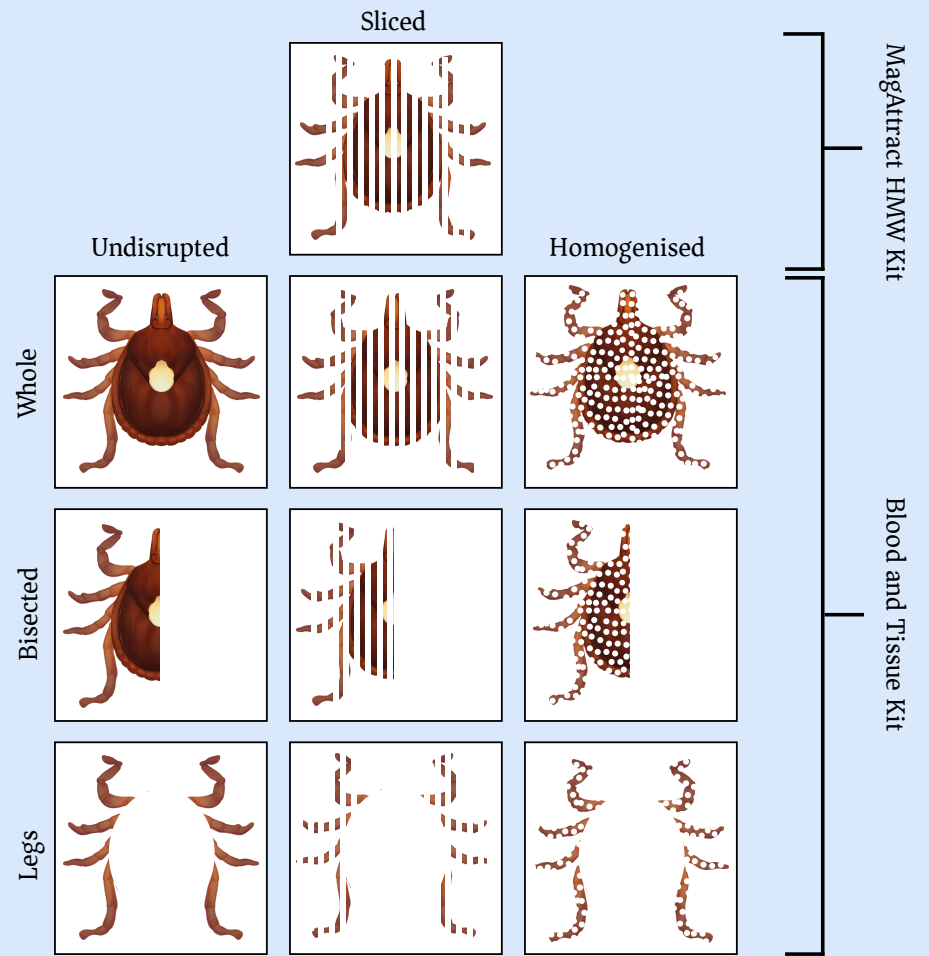 Sliced
MagAttract HMW Kit
Undisrupted
Homogenised
Whole
Bisected
Blood and Tissue Kit
Legs